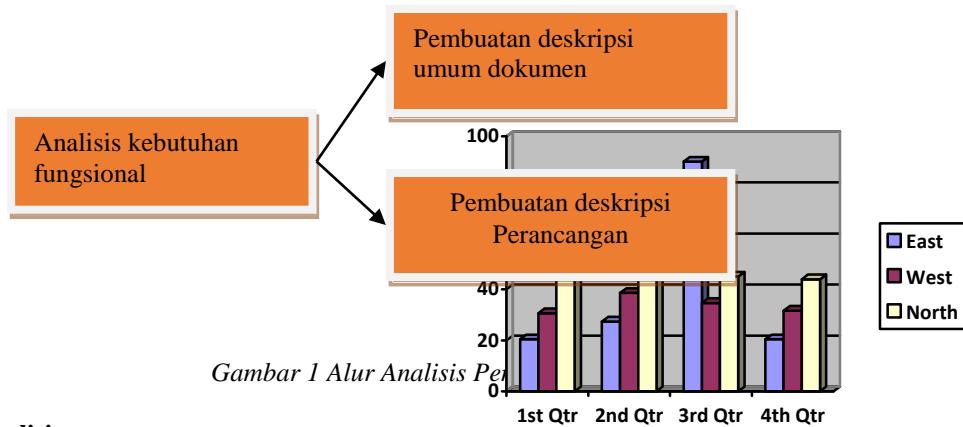 Pembuatan deskripsi
umum dokumen
Analisis kebutuhan
fungsional
Pembuatan deskripsi
Perancangan
100
40
20
0
East
West
North
1st Qtr 2nd Qtr 3rd Qtr 4th Qtr
Gambar 1 Alur Analisis